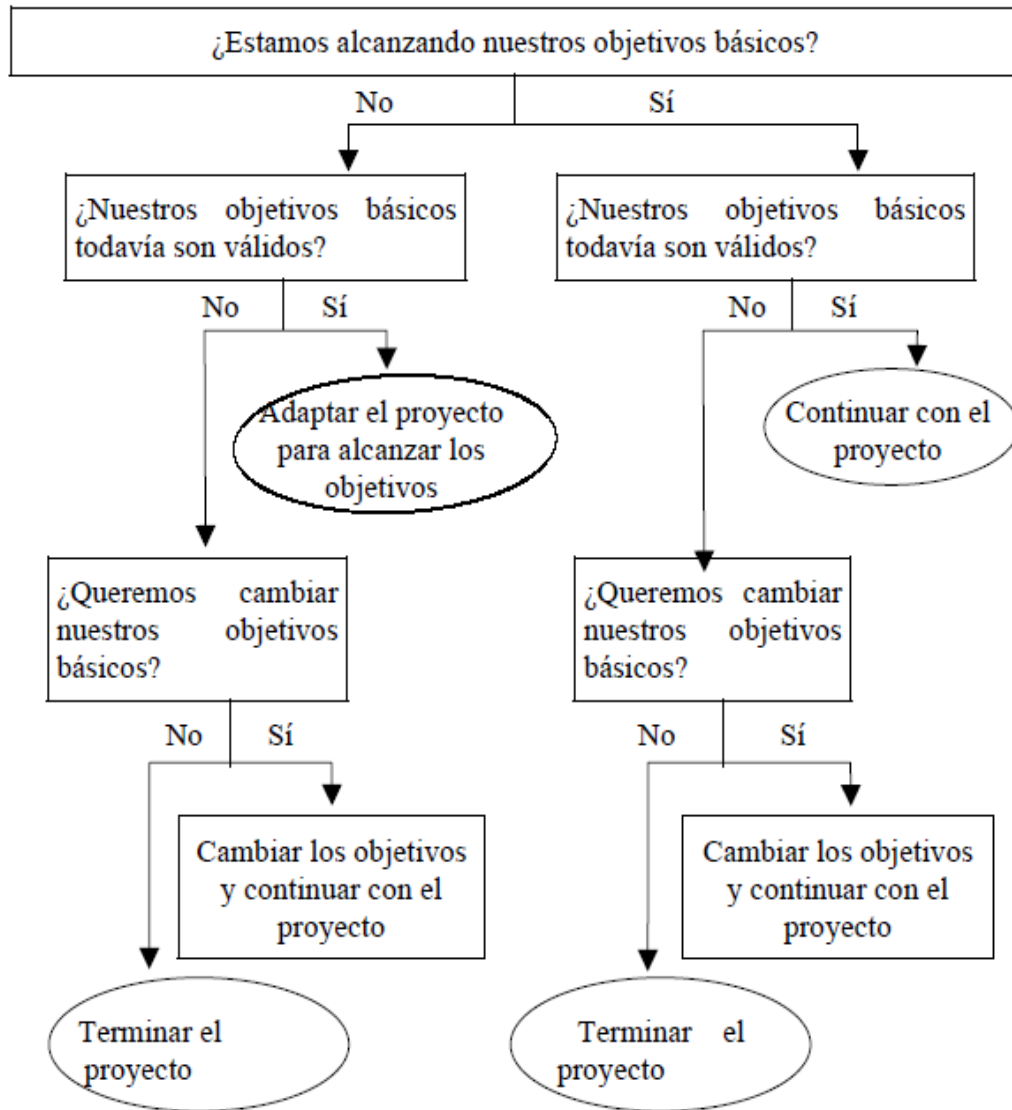 ¿Estamos alcanzando nuestros objetivos básicos?
No
Sí
¿Nuestros objetivos básicos
todavía son válidos?
¿Nuestros objetivos básicos
todavía son válidos?
No
Sí
No
Sí
Adaptar el proyecto
para alcanzar los
objetivos
Continuar con el
proyecto
¿Queremos cambiar
nuestros objetivos
básicos?
¿Queremos cambiar
nuestros objetivos
básicos?
No
Sí
No
Sí
Cambiar los objetivos
y continuar con el
proyecto
Cambiar los objetivos
y continuar con el
proyecto
Terminar el
proyecto
Terminar el
proyecto